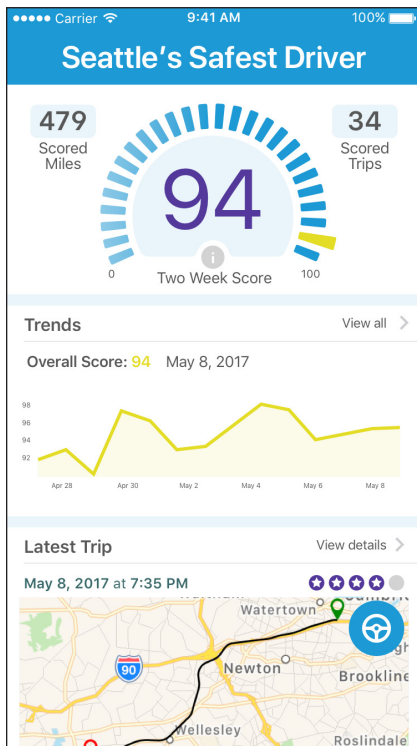 Carrier 9:41 AM 100%
Seattle's Safest Driver
479
Scored
Miles
34
Scored
Trips
94
i
0
Two Week Score
100
Trends
View all
Overall Score: 94 May 8, 2017
98
96
94
92
Apr 28 Apr 30 May 2 May 4 May 6 May 8
Latest Trip
View details
May 8, 2017 at 7:35 PM
Watertown
90
Newton
Brookline
Wellesley
Roslindale